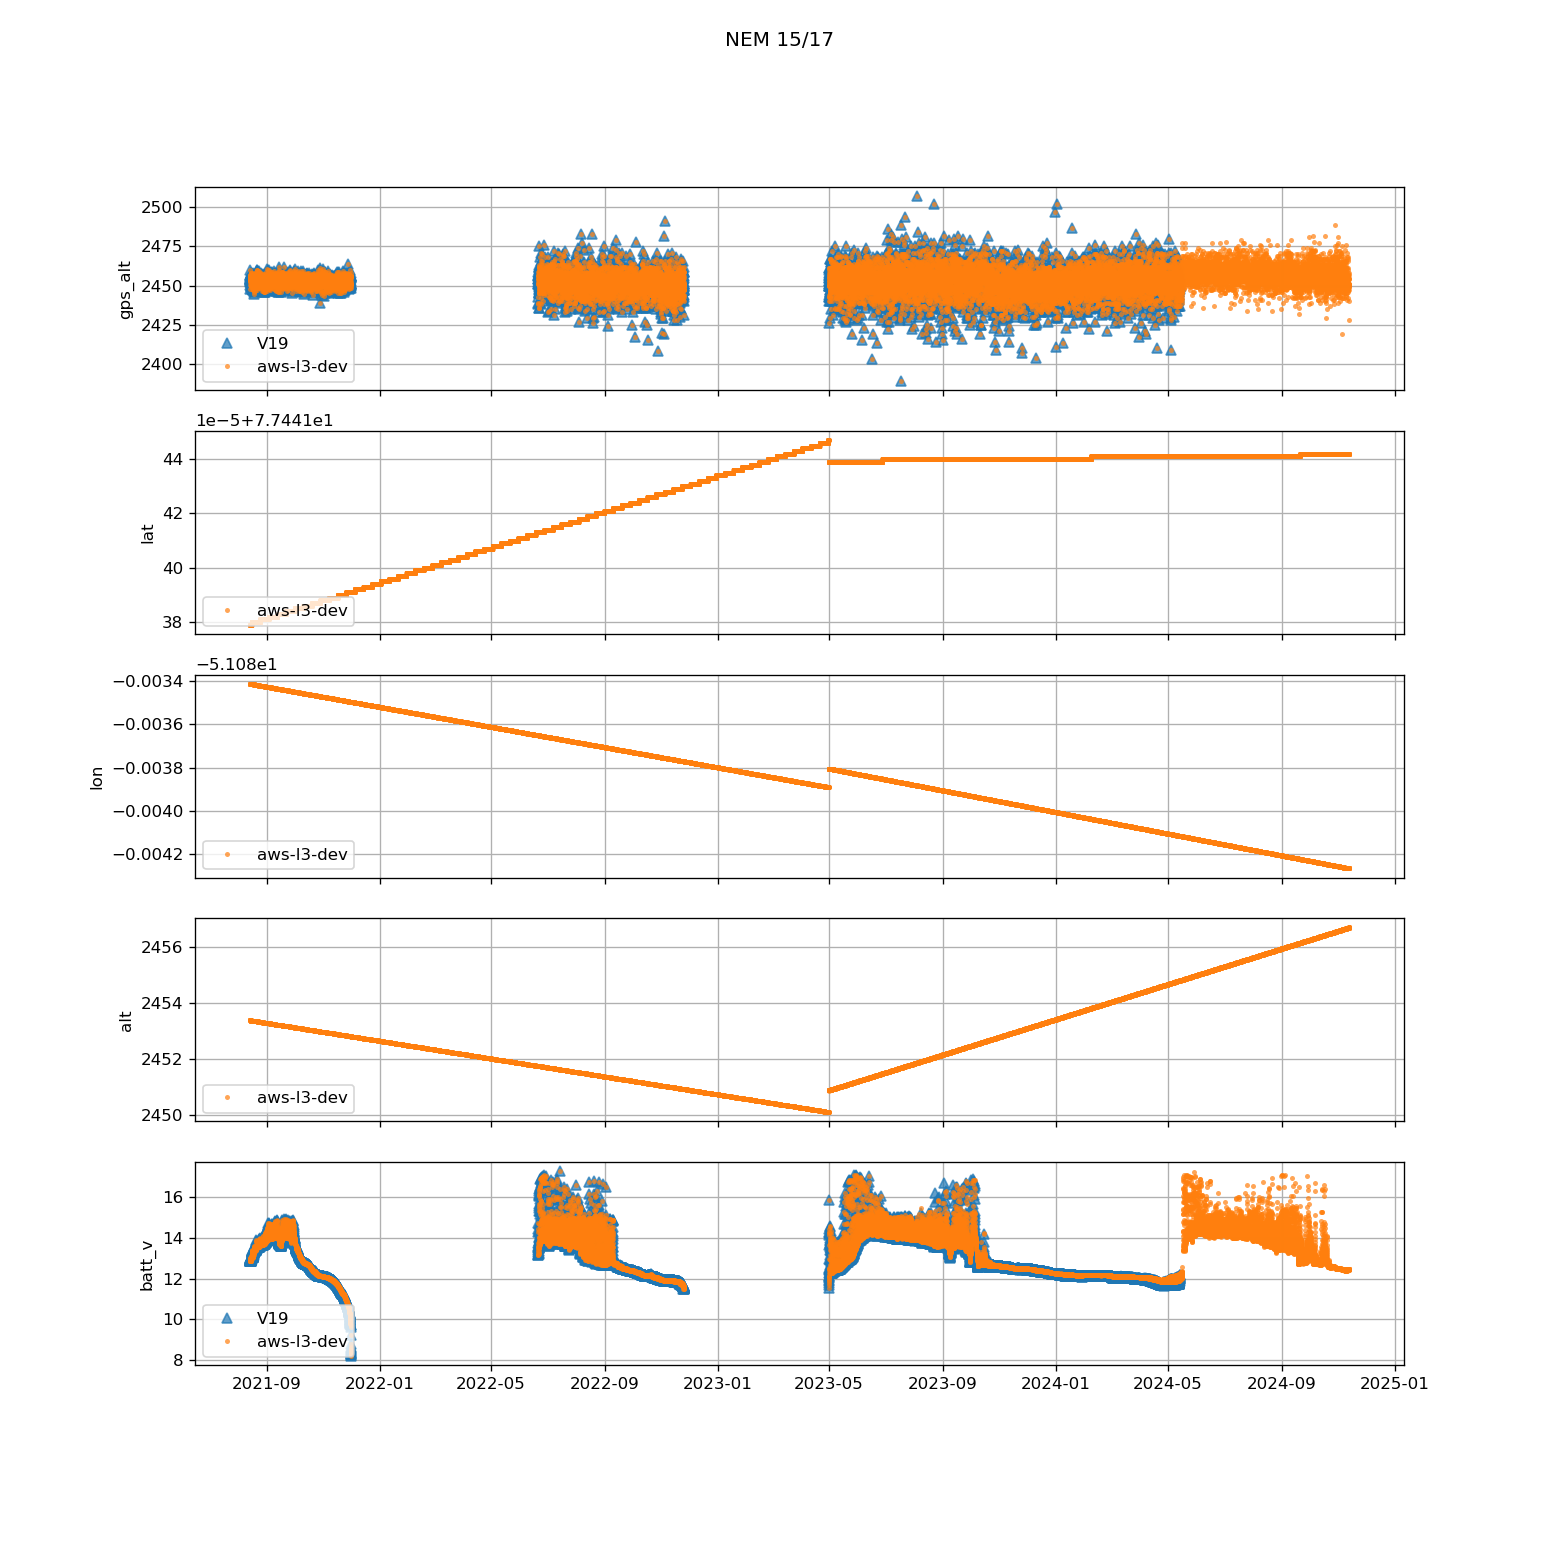 NEM 15/17
2500
2475
2450
2425
2400
gps_alt
V19
aws-l3-dev
1e−5+7.7441e1
44
42
40
38
lat
aws-l3-dev
−5.108e1
−0.0034
−0.0036
−0.0038
−0.0040
−0.0042
lon
aws-l3-dev
2456
2454
2452
2450
alt
aws-l3-dev
16
14
12
10
8
batt_v
V19
aws-l3-dev
2021-09 2022-01 2022-05 2022-09 2023-01 2023-05 2023-09 2024-01 2024-05 2024-09 2025-01